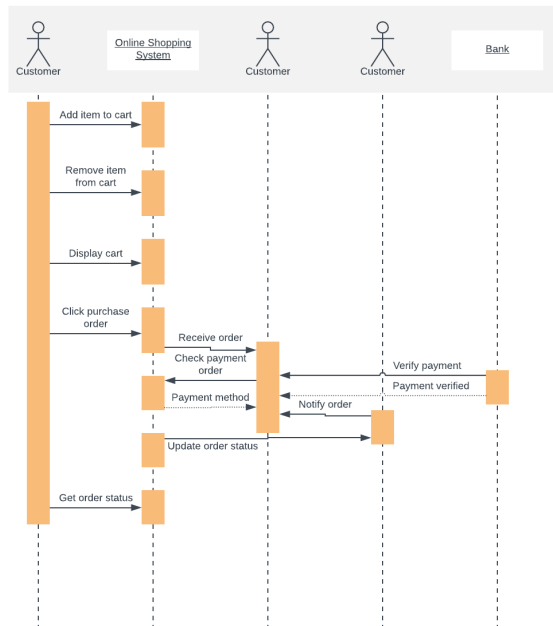 Online Shopping
System
Bank
Customer
Customer
Customer
Add item to cart
Remove item
from cart
Display cart
Click purchase
order
Receive order
Check payment
order
Verify payment
Payment verified
Payment method
Notify order
Update order status
Get order status